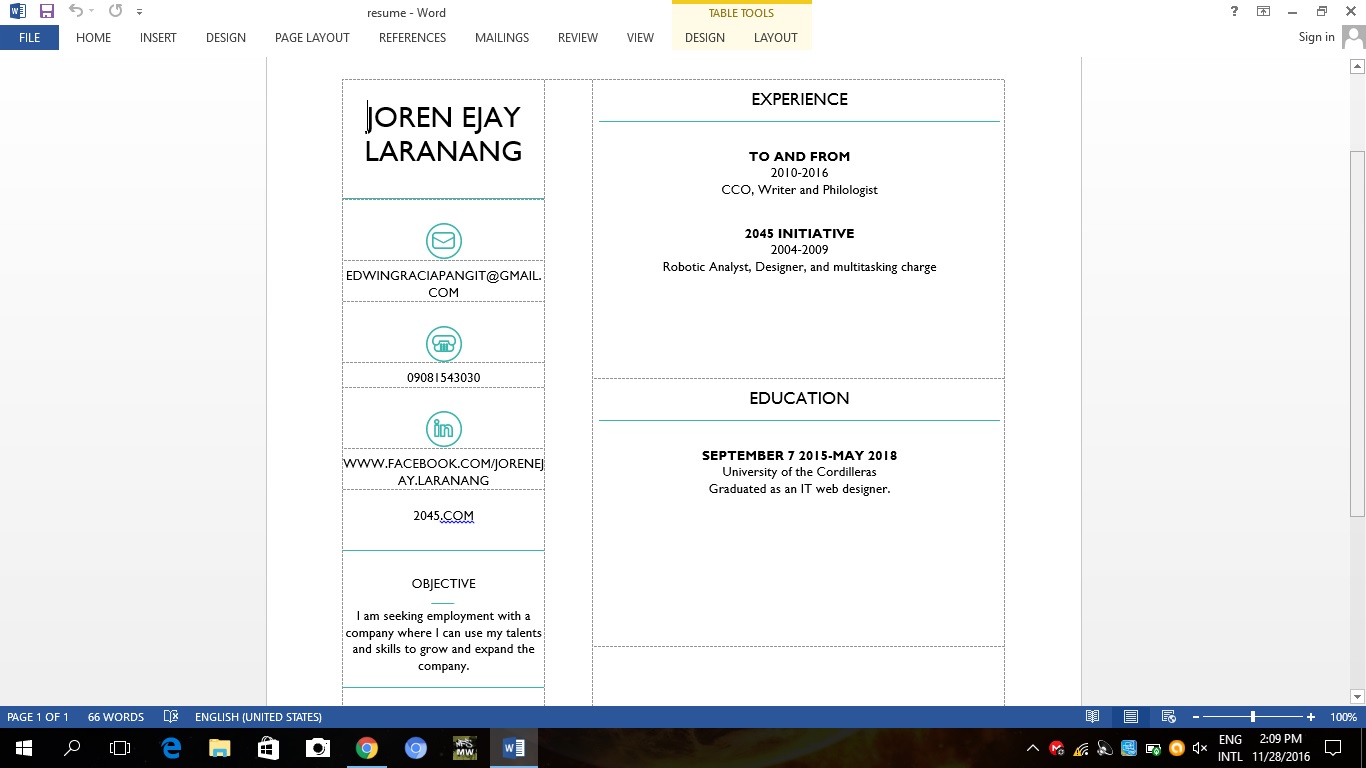 resume - Word
TABLE TOOLS
?
FILE
HOME
INSERT
DESIGN
PAGE LAYOUT
REFERENCES
MAILINGS
REVIEW
VIEW
DESIGN
LAYOUT
Sign in
JOREN EJAY
LARANANG
EDWINGRACIAPANGIT@GMAIL.
COM
09081543030
in
WWW.FACEBOOK.COM/JORENEJ
AY.LARANANG
2045.COM
OBJECTIVE
I am seeking employment with a
company where I can use my talents
and skills to grow and expand the
company.
EXPERIENCE
TO AND FROM
2010-2016
CCO, Writer and Philologist
2045 INITIATIVE
2004-2009
Robotic Analyst, Designer, and multitasking charge
EDUCATION
SEPTEMBER 7 2015-MAY 2018
University of the Cordilleras
Graduated as an IT web designer.
PAGE 1 OF 1
66 WORDS
ENGLISH (UNITED STATES)
100%
ENG
INTL
2:09 PM
11/28/2016